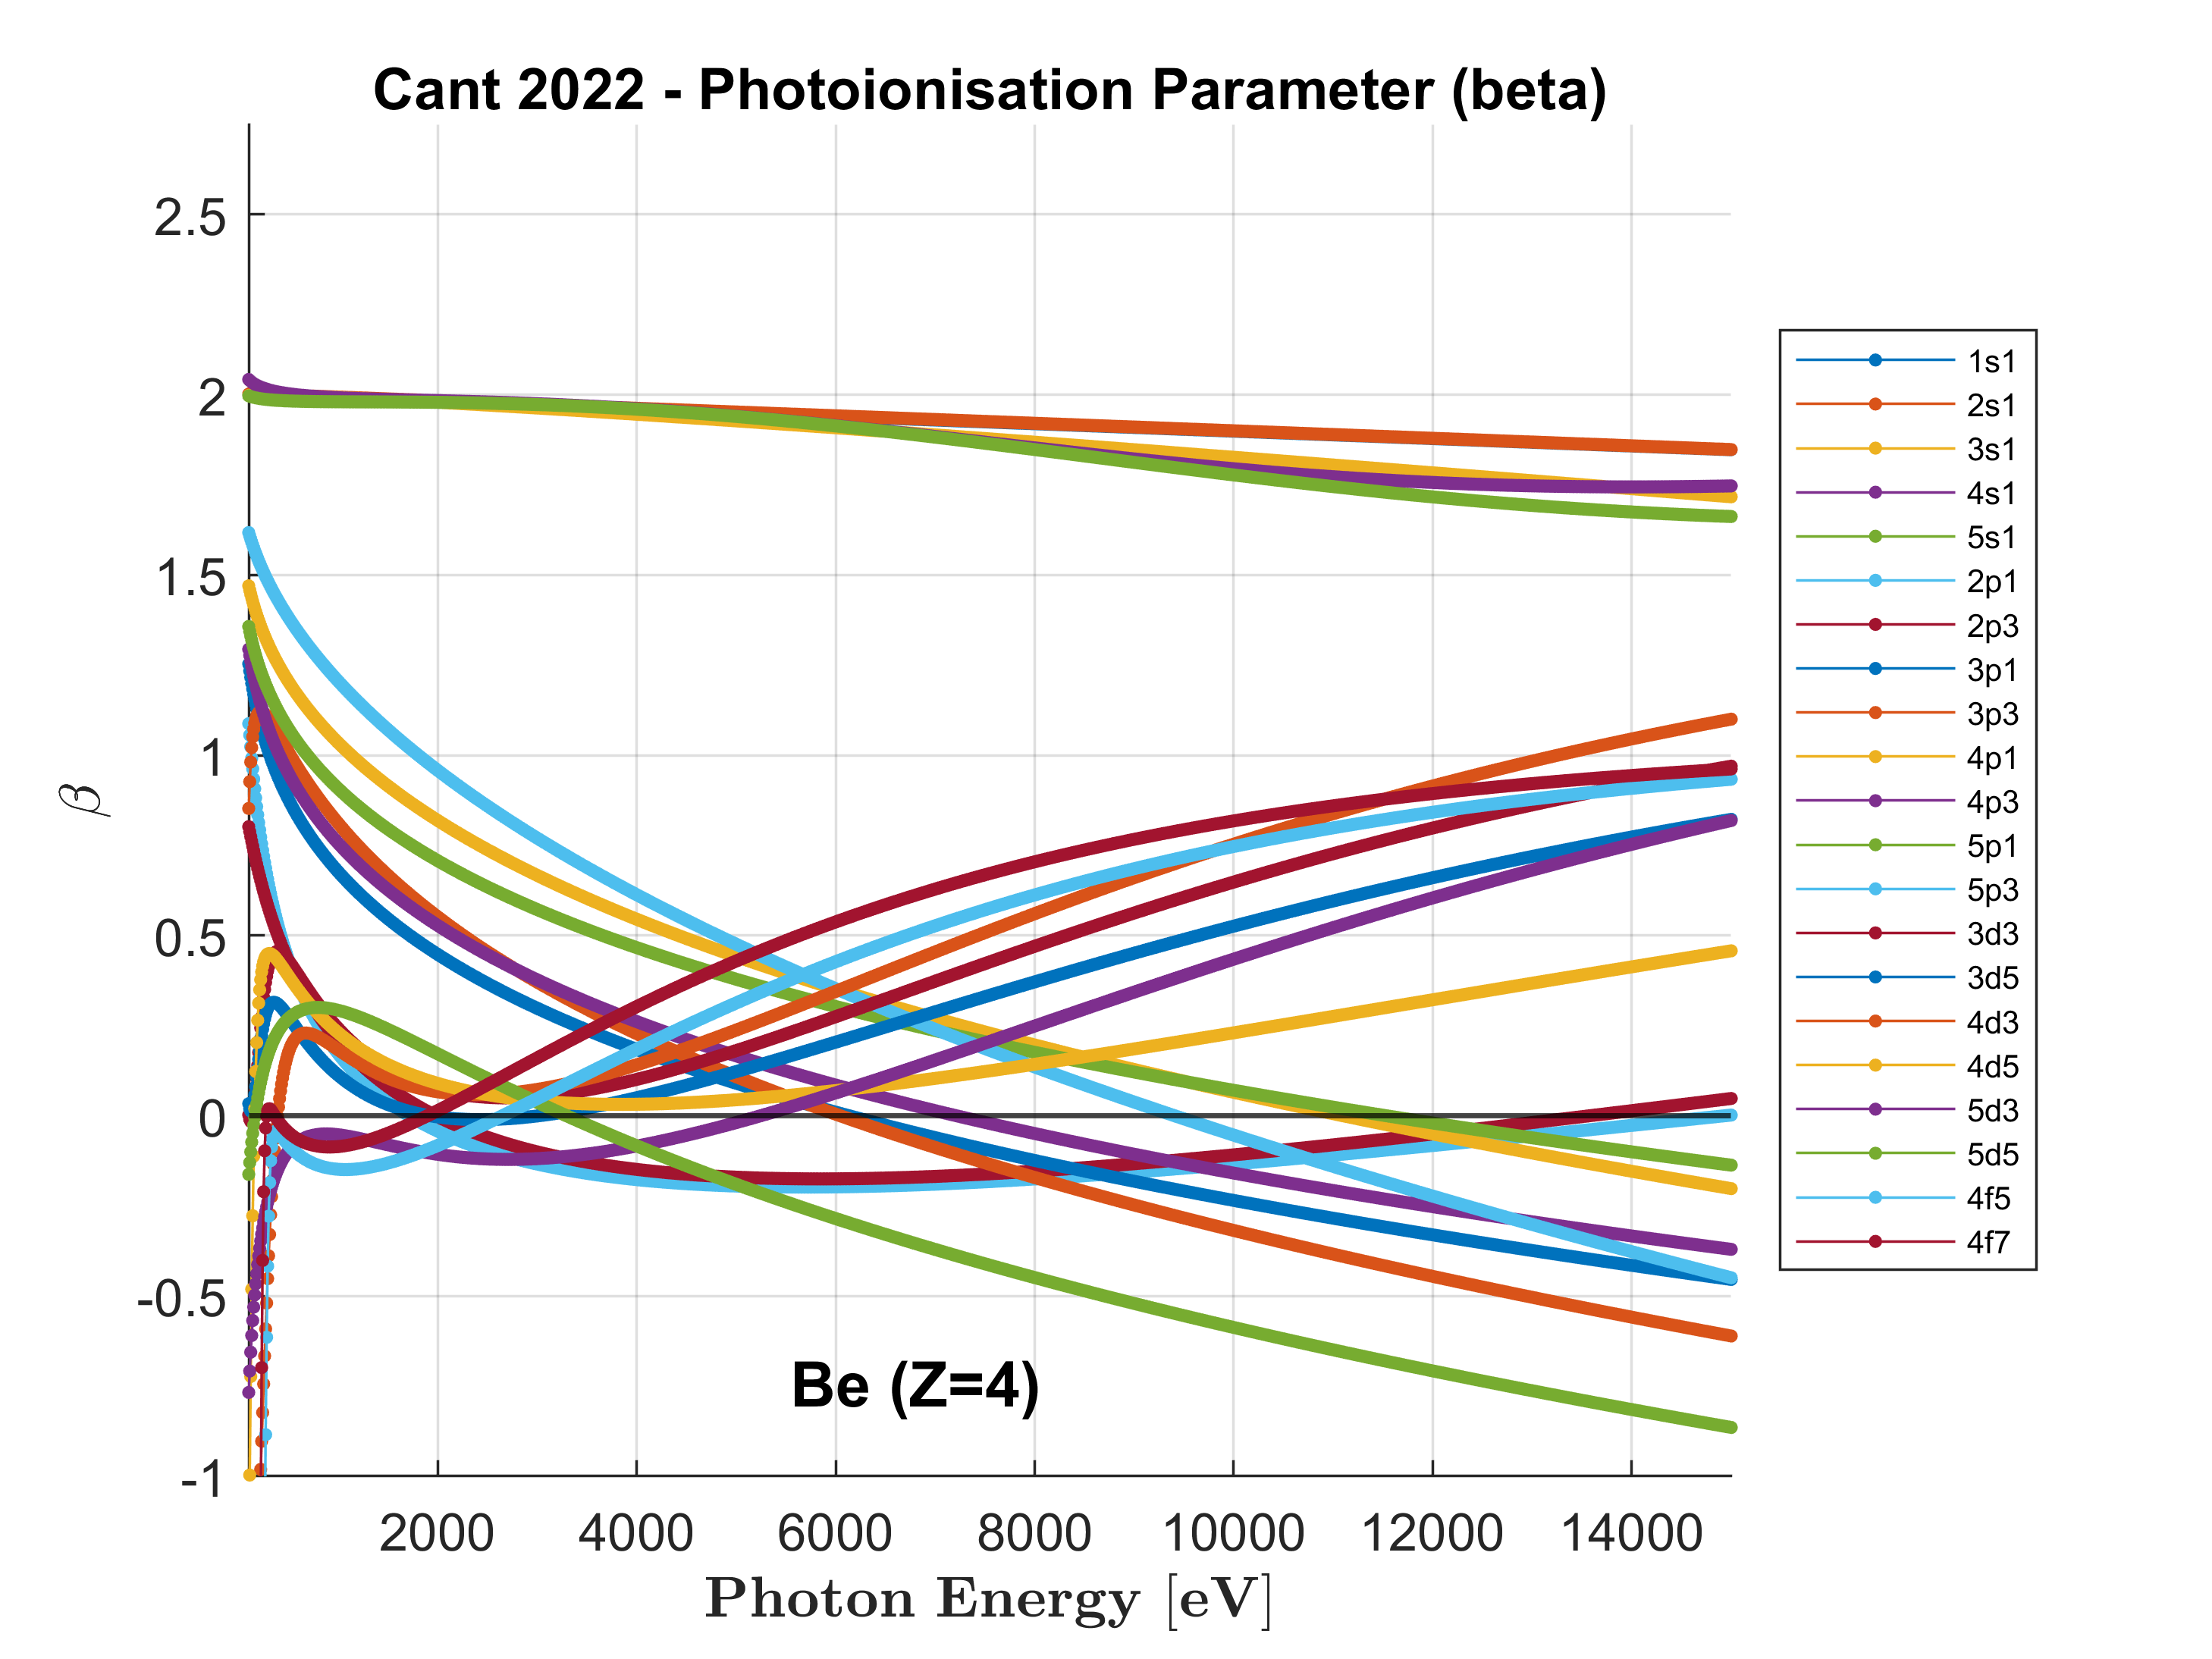 Cant 2022 - Photoionisation Parameter (beta)
2.5
2
1.5
1
0.5
0
-0.5
-1
β
2000 4000 6000 8000 10000 12000 14000
Photon Energy [eV]
Be (Z=4)
1s1
2s1
3s1
4s1
5s1
2p1
2p3
3p1
3p3
4p1
4p3
5p1
5p3
3d3
3d5
4d3
4d5
5d3
5d5
4f5
4f7